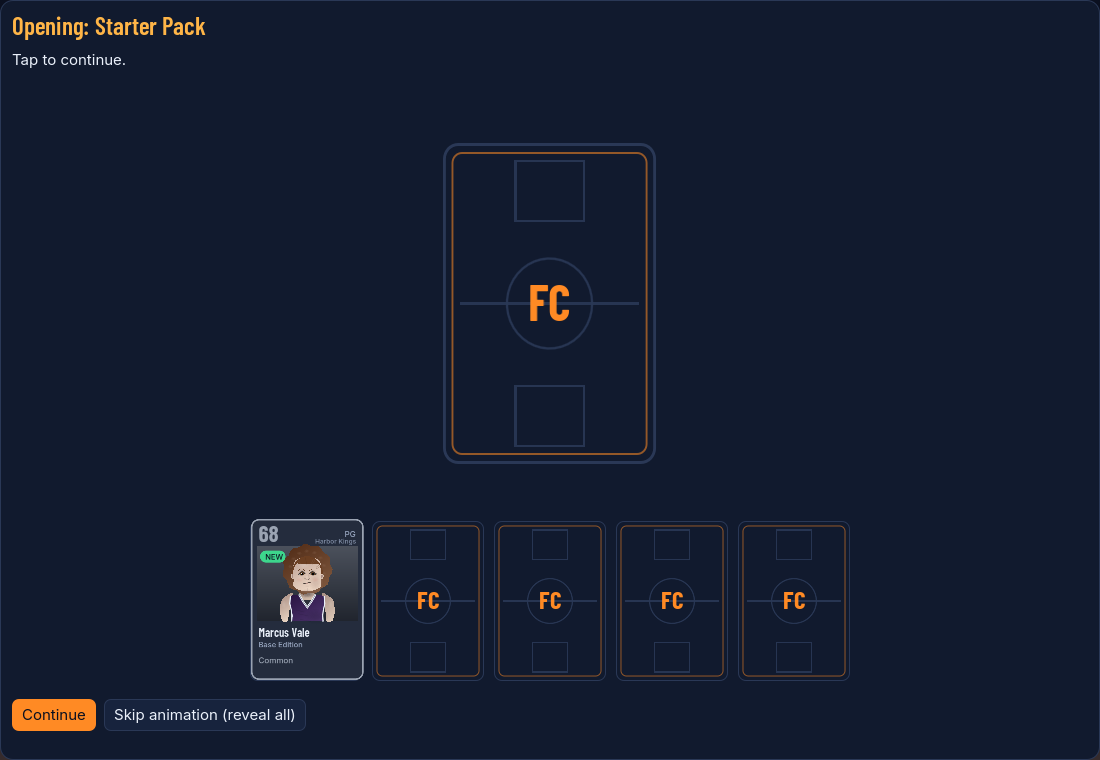 Opening: Starter Pack
Tap to continue.
FC
68
PG
Harbor Kings
NEW
Marcus Vale
Base Edition
Common
FC
FC
FC
FC
Continue
Skip animation (reveal all)